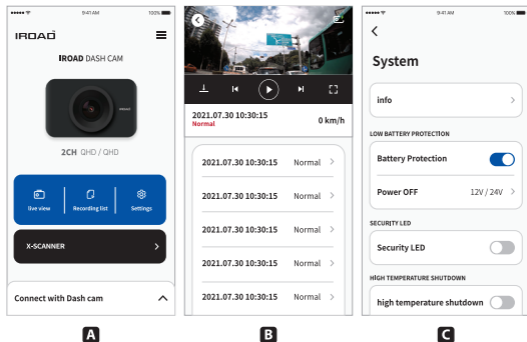 9:41 AM
100%
IROAD
IROAD DASH CAM
2CH QHD / QHD
live view
Recording list
Settings
X-SCANNER
Connect with Dash cam
A
2021.07.30 10:30:15
Normal
0 km/h
2021.07.30 10:30:15 Normal
2021.07.30 10:30:15 Normal
2021.07.30 10:30:15 Normal
2021.07.30 10:30:15 Normal
2021.07.30 10:30:15 Normal
B
9:41 AM
100%
System
info
LOW BATTERY PROTECTION
Battery Protection
Power OFF 12V / 24V
SECURITY LED
Security LED
HIGH TEMPERATURE SHUTDOWN
high temperature shutdown
C